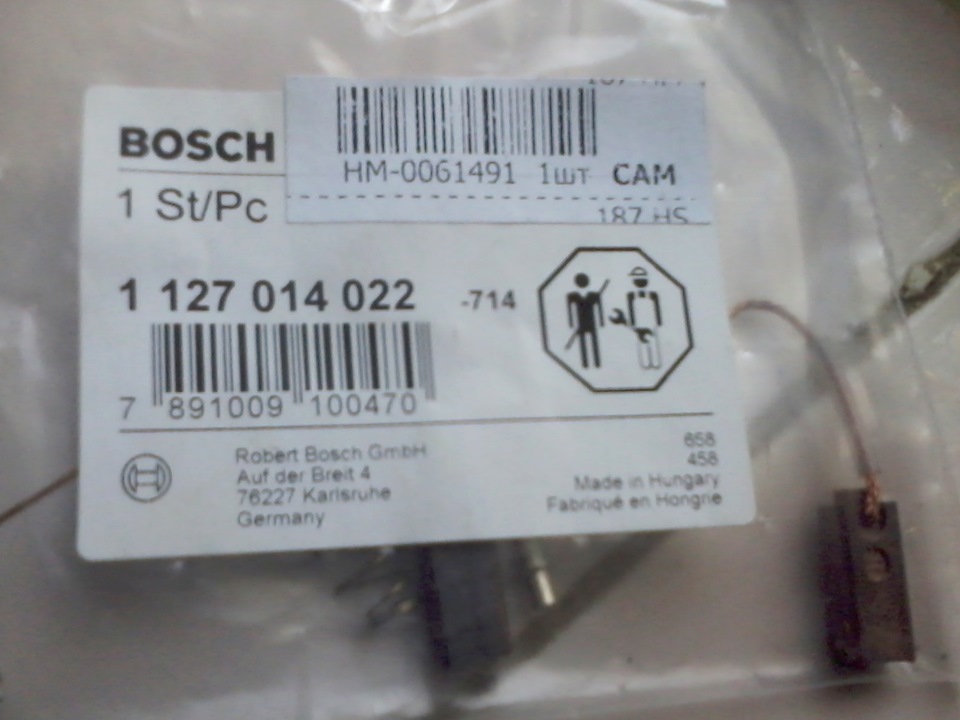 BOSCH
HM-0061491 1шт САМ
187 HS
1 St/Pc
1 127 014 022 -714
7 891009 100470
Robert Bosch GmbH
Auf der Breit 4
76227 Karlsruhe
Germany
658
458
Made in Hungary
Fabriqué en Hongrie